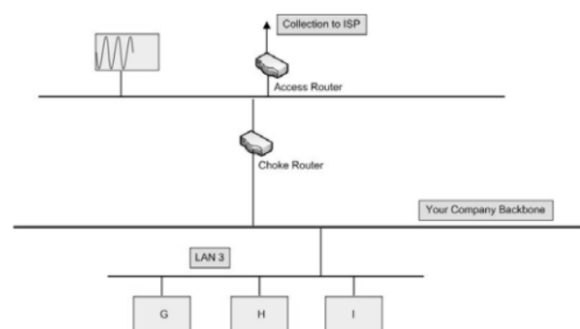 Collection to ISP
Access Router
Choke Router
Your Company Backbone
LAN 3
G
H
I